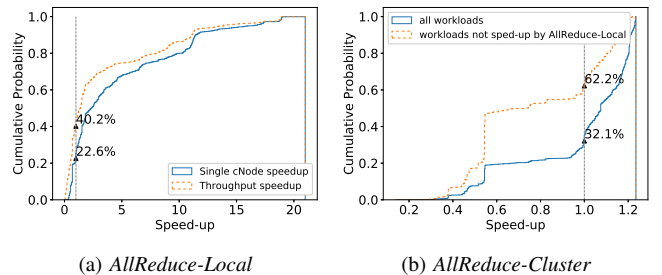 1.0
0.8
0.6
0.4
0.2
0.0
Cumulative Probability
40.2%
22.6%
Single cNode speedup
Throughput speedup
0 5 10 15 20
Speed-up
(a) AllReduce-Local
1.0
0.8
0.6
0.4
0.2
0.0
Cumulative Probability
all workloads
workloads not sped-up by AllReduce-Local
62.2%
32.1%
0.2 0.4 0.6 0.8 1.0 1.2
Speed-up
(b) AllReduce-Cluster